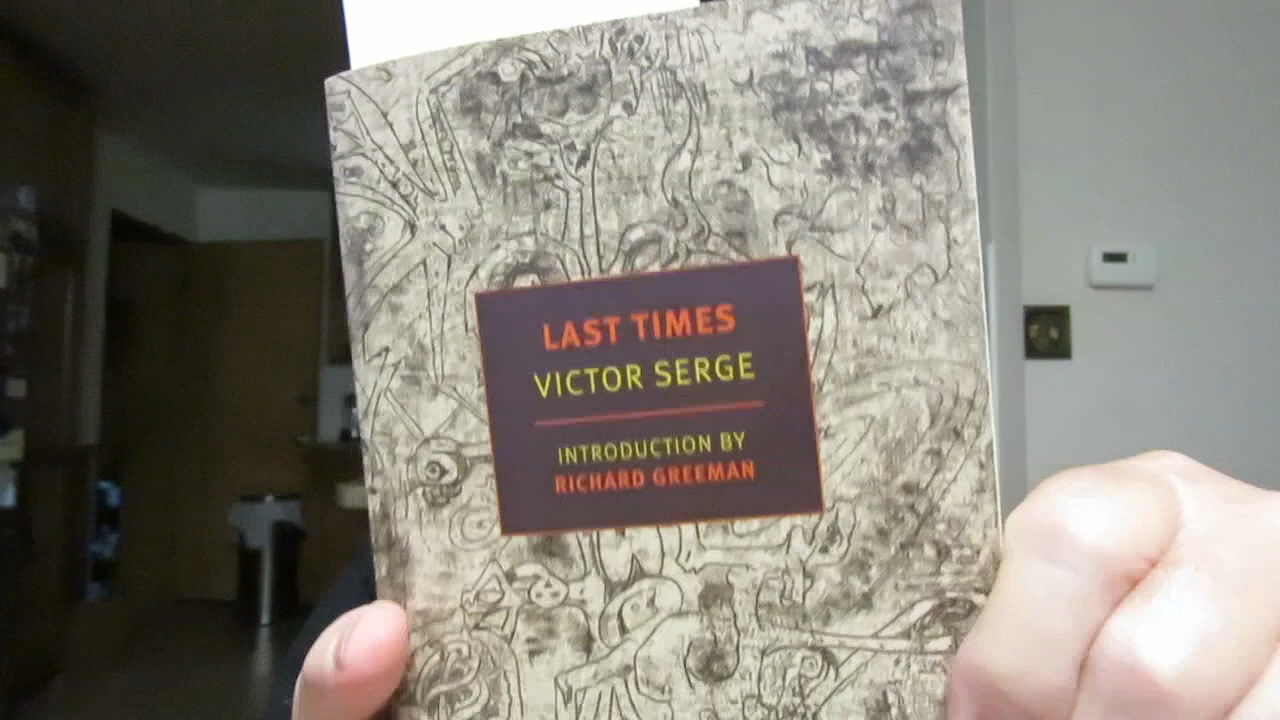 LAST TIMES
VICTOR SERGE
INTRODUCTION BY
RICHARD GREEMAN